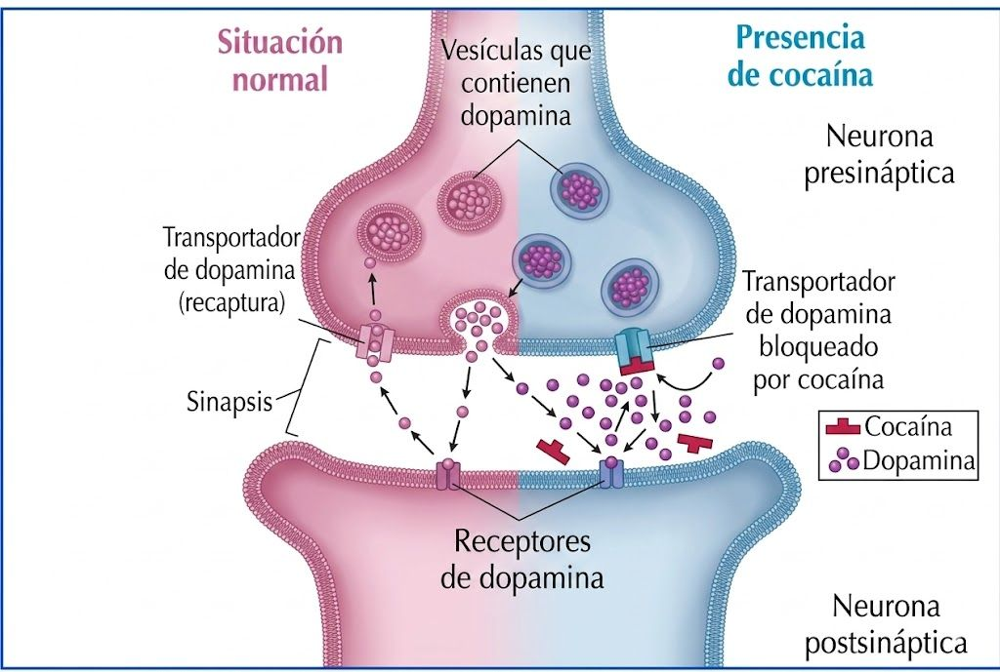 Situación
normal
Vesículas que
contienen
dopamina
Presencia
de cocaína
Neurona
presináptica
Transportador
de dopamina
(recaptura)
Transportador
de dopamina
bloqueado
por cocaína
Sinapsis
Cocaína
Dopamina
Receptores
de dopamina
Neurona
postsináptica